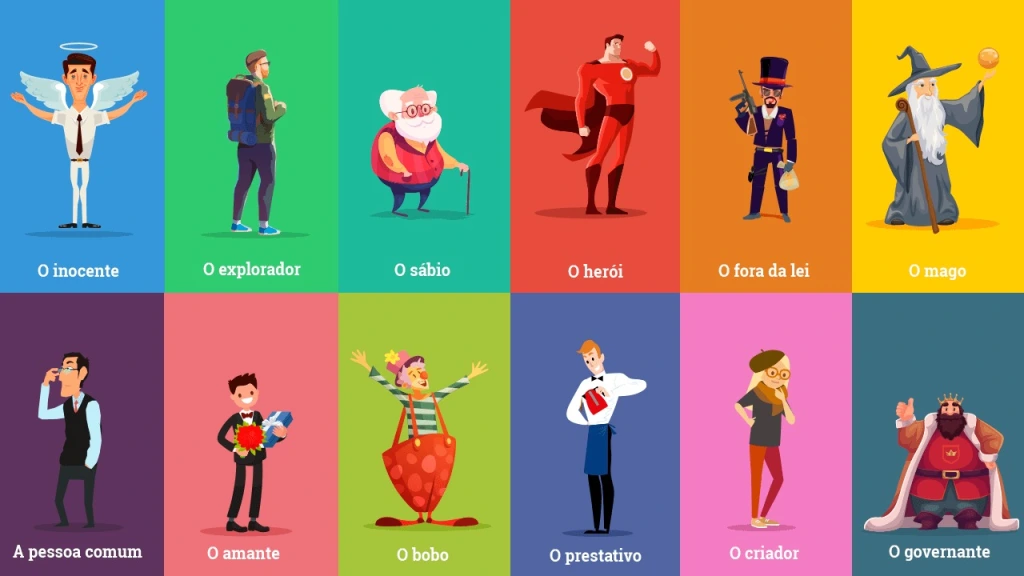 O inocente
O explorador
O sábio
O herói
O fora da lei
O mago
A pessoa comum
O amante
O bobo
O prestativo
O criador
O governante